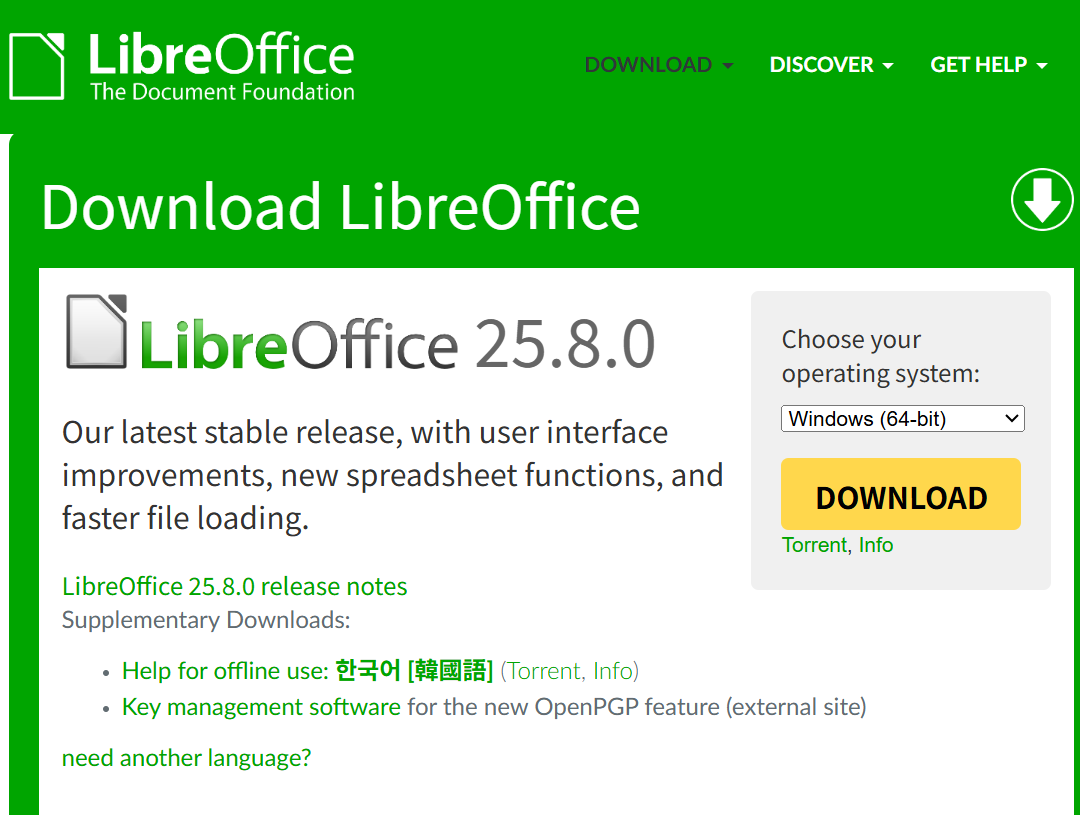 LibreOffice
The Document Foundation
DOWNLOAD
DISCOVER
GET HELP
Download LibreOffice
LibreOffice 25.8.0
Our latest stable release, with user interface
improvements, new spreadsheet functions, and
faster file loading.
LibreOffice 25.8.0 release notes
Supplementary Downloads:
• Help for offline use: 한국어 [韓國語] (Torrent, Info)
• Key management software for the new OpenPGP feature (external site)
need another language?
Choose your
operating system:
Windows (64-bit)
DOWNLOAD
Torrent, Info